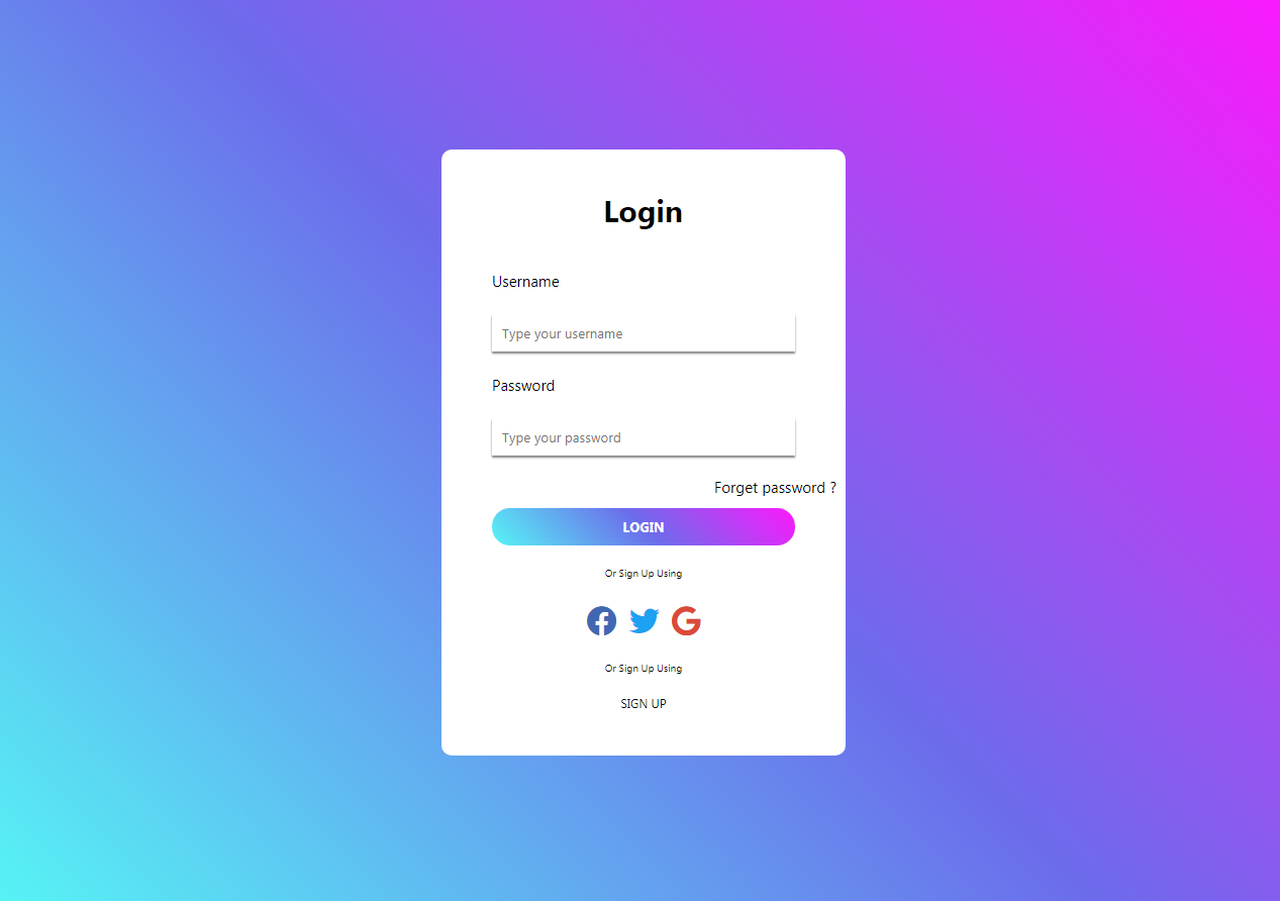 Login
Username
Type your username
Password
Type your password
Forget password ?
LOGIN
Or Sign Up Using
Or Sign Up Using
SIGN UP